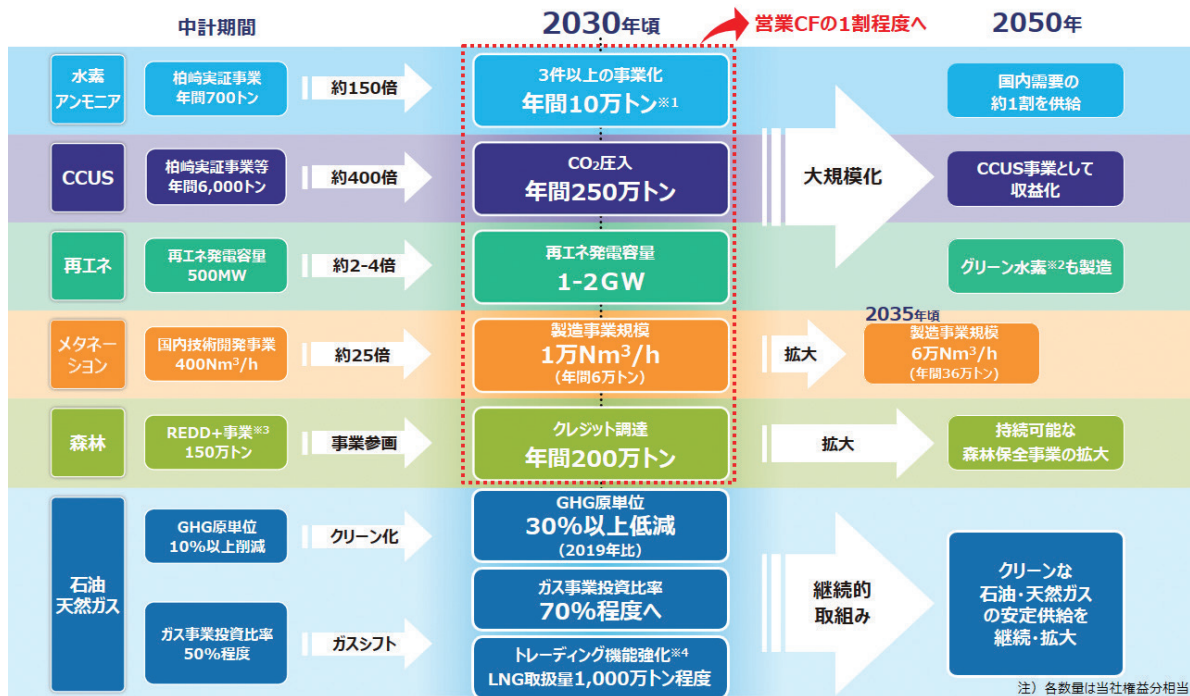 中計期間
2030年頃
営業CFの1割程度へ
2050年
水素
アンモニア
柏崎実証事業
年間700トン
約150倍
3件以上の事業化
年間10万トン※1
国内需要の
約1割を供給
CCUS
柏崎実証事業等
年間6,000トン
約400倍
CO₂圧入
年間250万トン
大規模化
CCUS事業として
収益化
再エネ
再エネ発電容量
500MW
約2-4倍
再エネ発電容量
1-2GW
グリーン水素※2も製造
メタネー
ション
国内技術開発事業
400Nm³/h
約25倍
製造事業規模
1万Nm³/h
(年間6万トン)
拡大
2035年頃
製造事業規模
6万Nm³/h
(年間36万トン)
森林
REDD+事業※3
150万トン
事業参画
クレジット調達
年間200万トン
拡大
持続可能な
森林保全事業の拡大
石油
天然ガス
GHG原単位
10%以上削減
クリーン化
GHG原単位
30%以上低減
(2019年比)
ガス事業投資比率
50%程度
ガスシフト
ガス事業投資比率
70%程度へ
トレーディング機能強化※4
LNG取扱量1,000万トン程度
継続的
取組み
クリーンな
石油・天然ガス
の安定供給を
継続・拡大
注）各数量は当社権益分相当